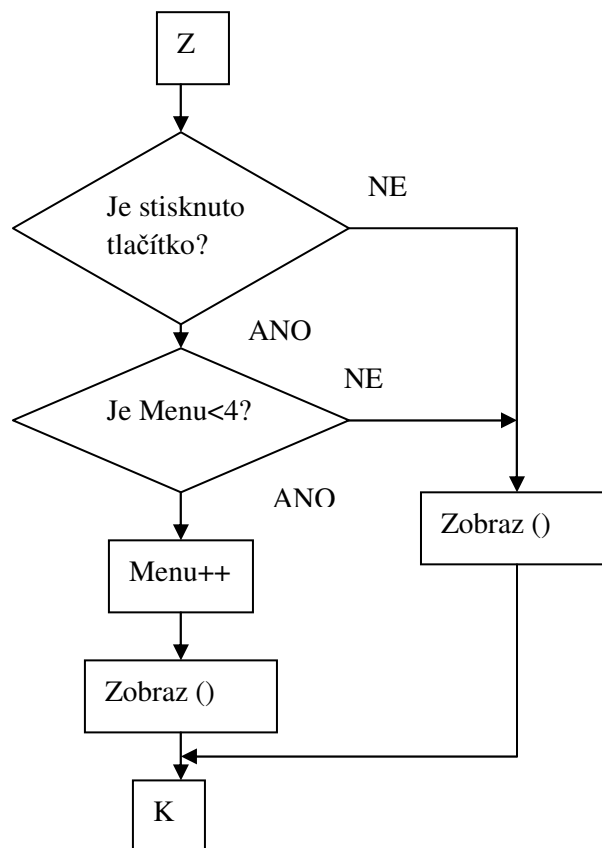 Z
Je stisknuto
tlačítko?
NE
ANO
Je Menu<4?
NE
ANO
Menu++
Zobraz ()
Zobraz ()
K